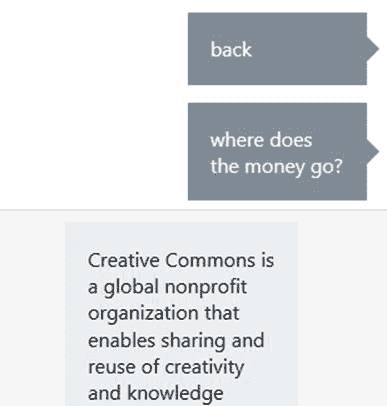 back
where does
the money go?
Creative Commons is
a global nonprofit
organization that
enables sharing and
reuse of creativity
and knowledge